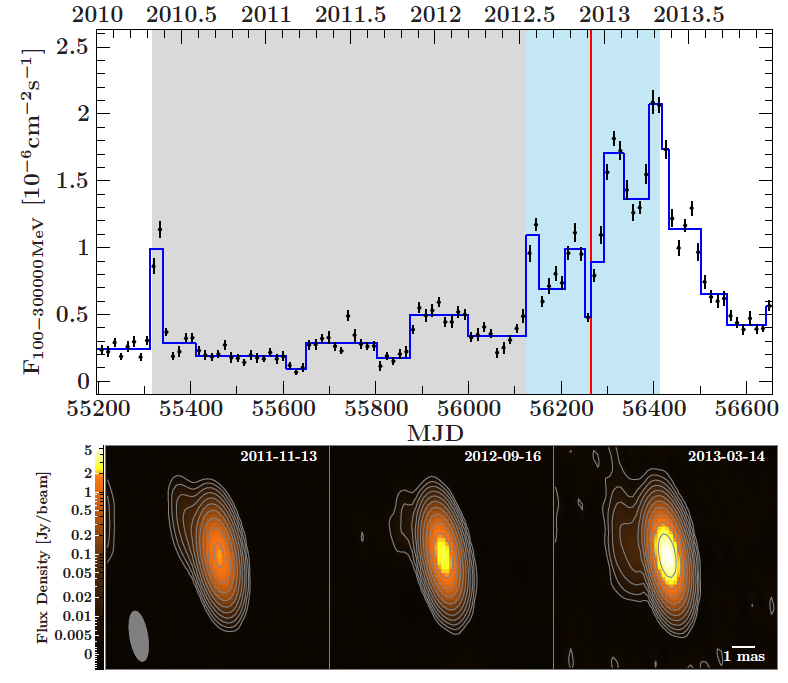 2010 2010.5 2011 2011.5 2012 2012.5 2013 2013.5
F100−300000MeV [10−6cm−2s−1]
2.5
2
1.5
1
0.5
0
55200 55400 55600 55800 56000 56200 56400 56600
MJD
Flux Density [Jy/beam]
5
2
1
0.5
0.2
0.1
0.05
0.02
0.01
0.005
0
2011-11-13 2012-09-16 2013-03-14
1 mas